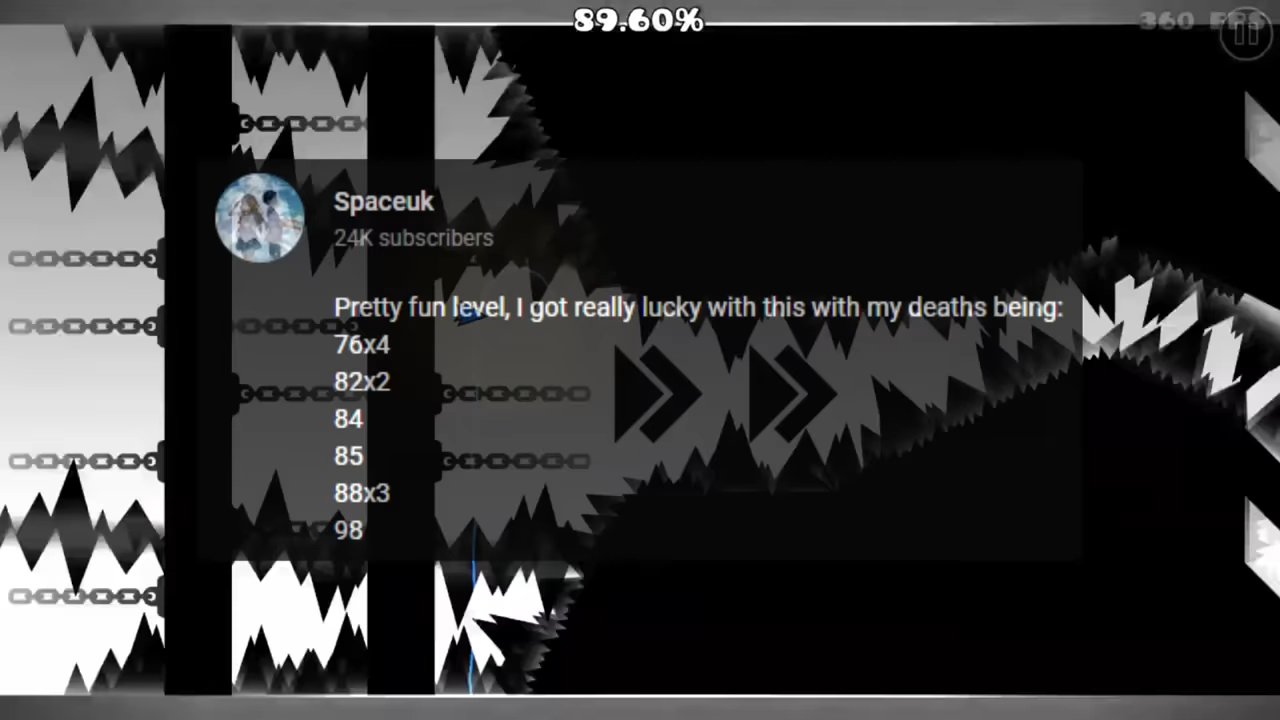 89.60%
360 FPS
Spaceuk
24K subscribers
Pretty fun level, I got really lucky with this with my deaths being:
76x4
82x2
84
85
88x3
98